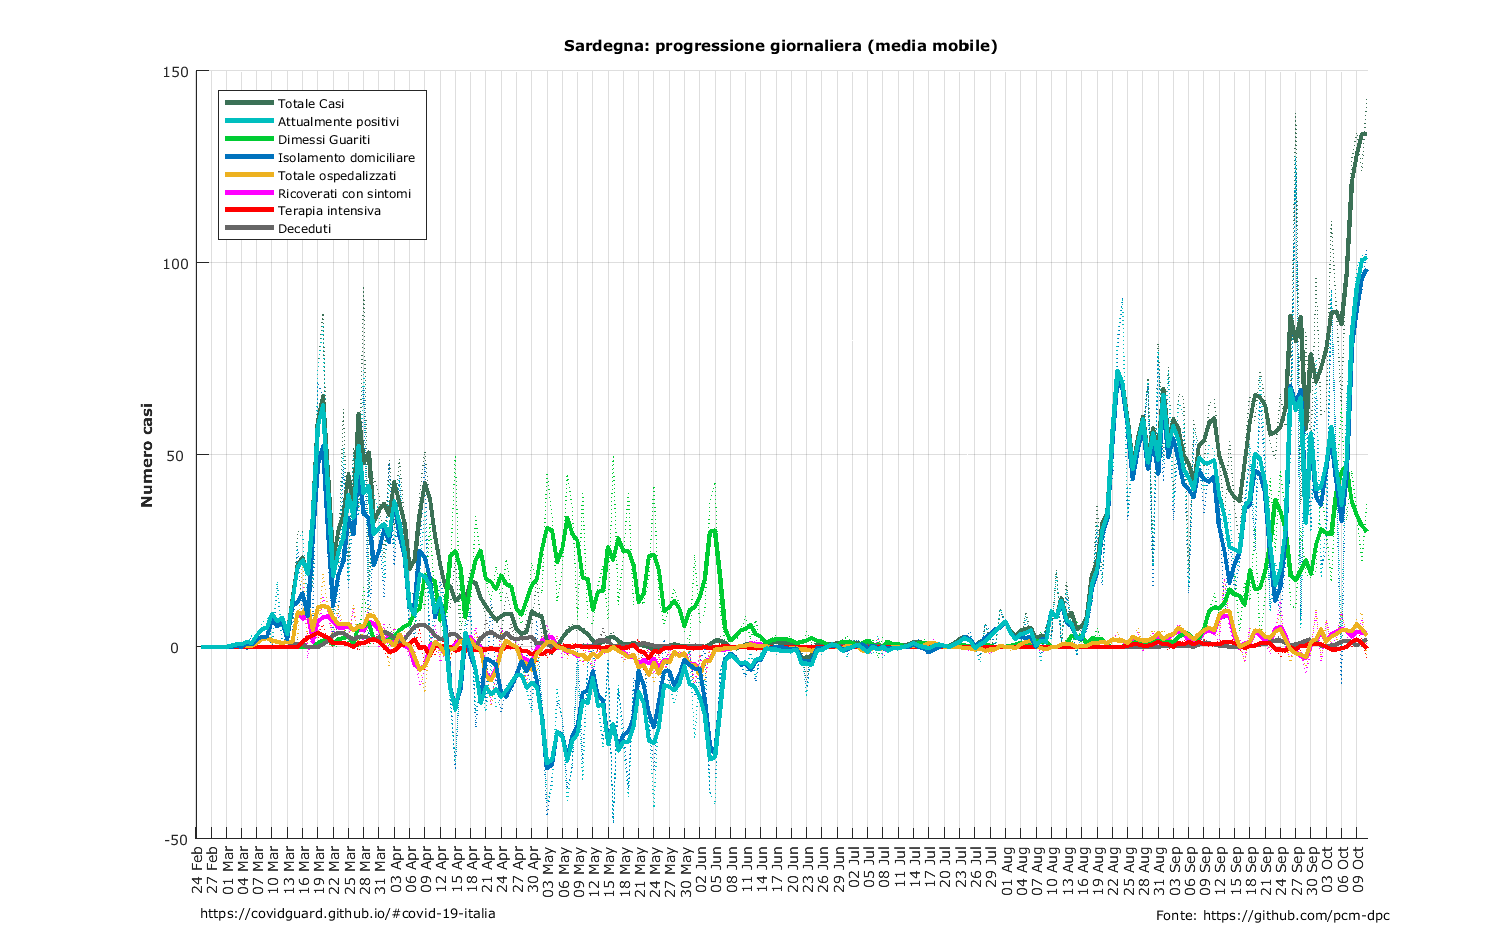 Sardegna: progressione giornaliera (media mobile)
150
100
50
0
-50
Numero casi
Totale Casi
Attualmente positivi
Dimessi Guariti
Isolamento domiciliare
Totale ospedalizzati
Ricoverati con sintomi
Terapia intensiva
Deceduti
24 Feb
27 Feb
01 Mar
04 Mar
07 Mar
10 Mar
13 Mar
16 Mar
19 Mar
22 Mar
25 Mar
28 Mar
31 Mar
03 Apr
06 Apr
09 Apr
12 Apr
15 Apr
18 Apr
21 Apr
24 Apr
27 Apr
30 Apr
03 May
06 May
09 May
12 May
15 May
18 May
21 May
24 May
27 May
30 May
02 Jun
05 Jun
08 Jun
11 Jun
14 Jun
17 Jun
20 Jun
23 Jun
26 Jun
29 Jun
02 Jul
05 Jul
08 Jul
11 Jul
14 Jul
17 Jul
20 Jul
23 Jul
26 Jul
29 Jul
01 Aug
04 Aug
07 Aug
10 Aug
13 Aug
16 Aug
19 Aug
22 Aug
25 Aug
28 Aug
31 Aug
03 Sep
06 Sep
09 Sep
12 Sep
15 Sep
18 Sep
21 Sep
24 Sep
27 Sep
30 Sep
03 Oct
06 Oct
09 Oct
https://covidguard.github.io/#covid-19-italia
Fonte: https://github.com/pcm-dpc